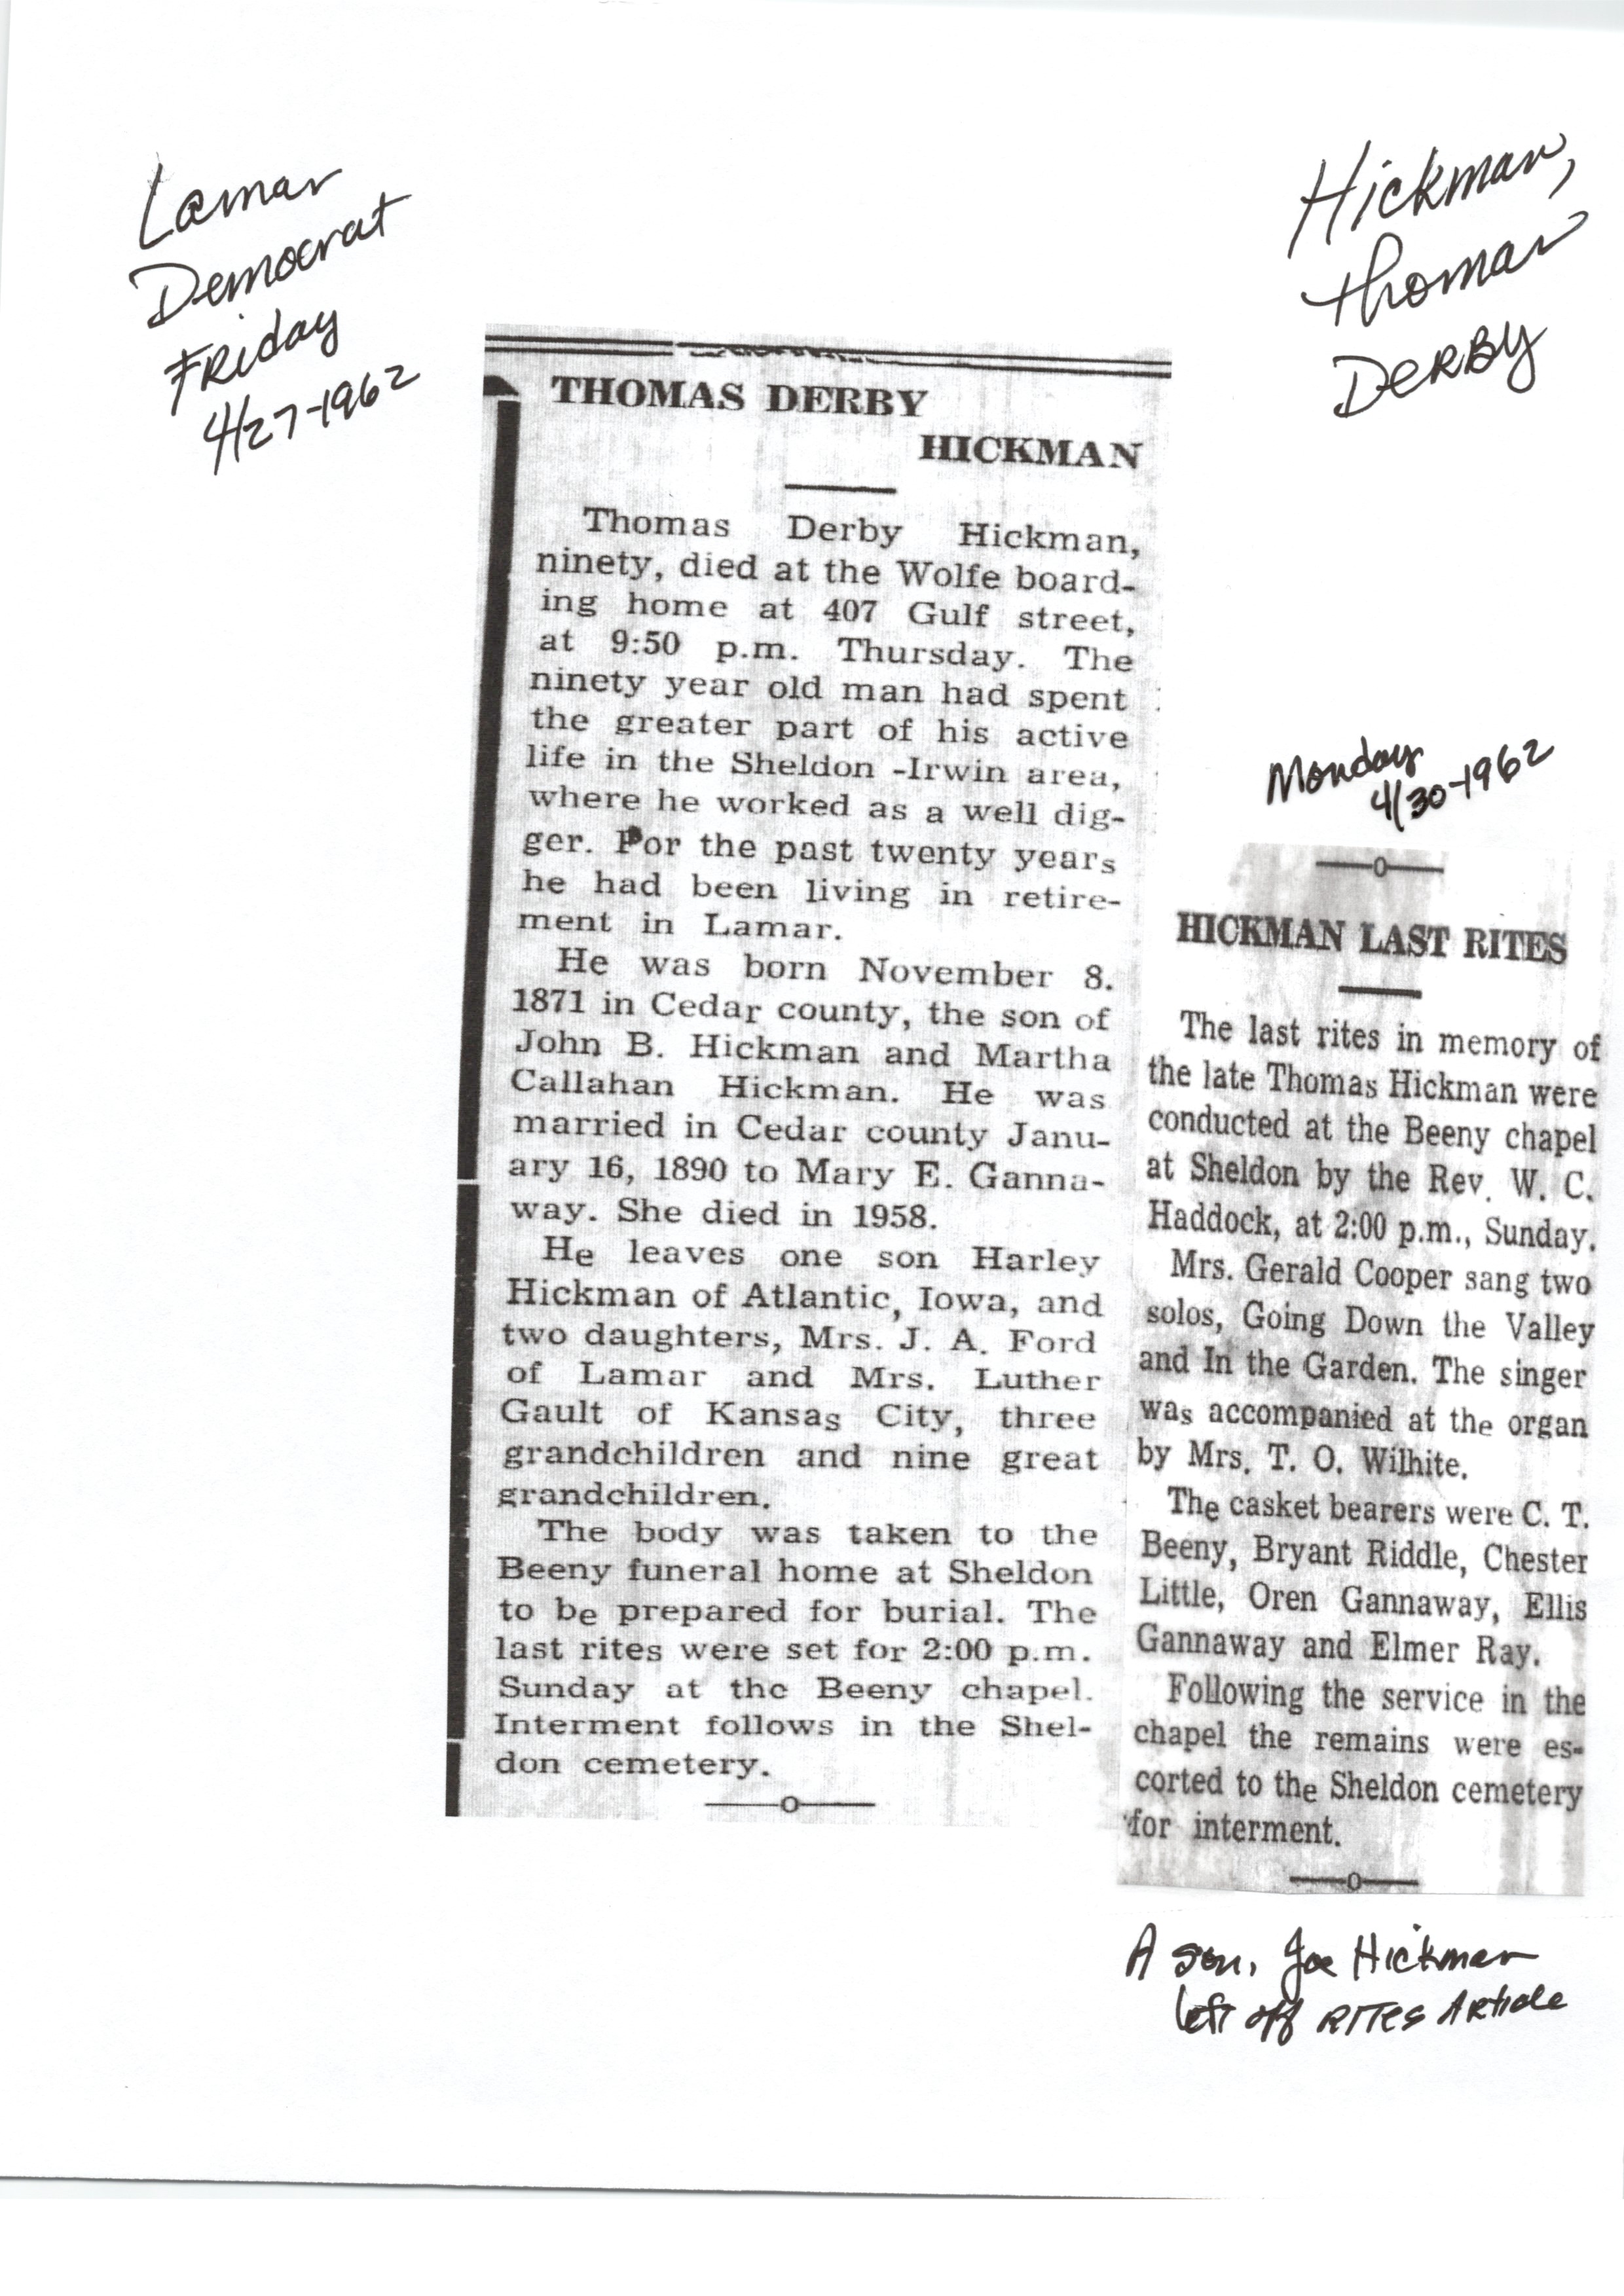 Lamar
Democrat
Friday
4/27-1962
Hickman,
Thomas
Derby
THOMAS DERBY
HICKMAN
Thomas Derby Hickman,
ninety, died at the Wolfe board-
ing home at 407 Gulf street,
at 9:50 p.m. Thursday. The
ninety year old man had spent
the greater part of his active
life in the Sheldon -Irwin area,
where he worked as a well dig-
ger. For the past twenty years
he had been living in retire-
ment in Lamar.
He was born November 8.
1871 in Cedar county, the son of
John B. Hickman and Martha
Callahan Hickman. He was
married in Cedar county Janu-
ary 16, 1890 to Mary E. Ganna-
way. She died in 1958.
He leaves one son Harley
Hickman of Atlantic, Iowa, and
two daughters, Mrs. J. A. Ford
of Lamar and Mrs. Luther
Gault of Kansas City, three
grandchildren and nine great
grandchildren.
The body was taken to the
Beeny funeral home at Sheldon
to be prepared for burial. The
last rites were set for 2:00 p.m.
Sunday at the Beeny chapel.
Interment follows in the Shel-
don cemetery.
Monday
4/30-1962
HICKMAN LAST RITES
The last rites in memory of
the late Thomas Hickman were
conducted at the Beeny chapel
at Sheldon by the Rev. W. C.
Haddock, at 2:00 p.m., Sunday.
Mrs. Gerald Cooper sang two
solos, Going Down the Valley
and In the Garden. The singer
was accompanied at the organ
by Mrs. T. O. Wilhite.
The casket bearers were C. T.
Beeny, Bryant Riddle, Chester
Little, Oren Gannaway, Ellis
Gannaway and Elmer Ray.
Following the service in the
chapel the remains were es-
corted to the Sheldon cemetery
for interment.
A son, Joe Hickman
left off RITES Article